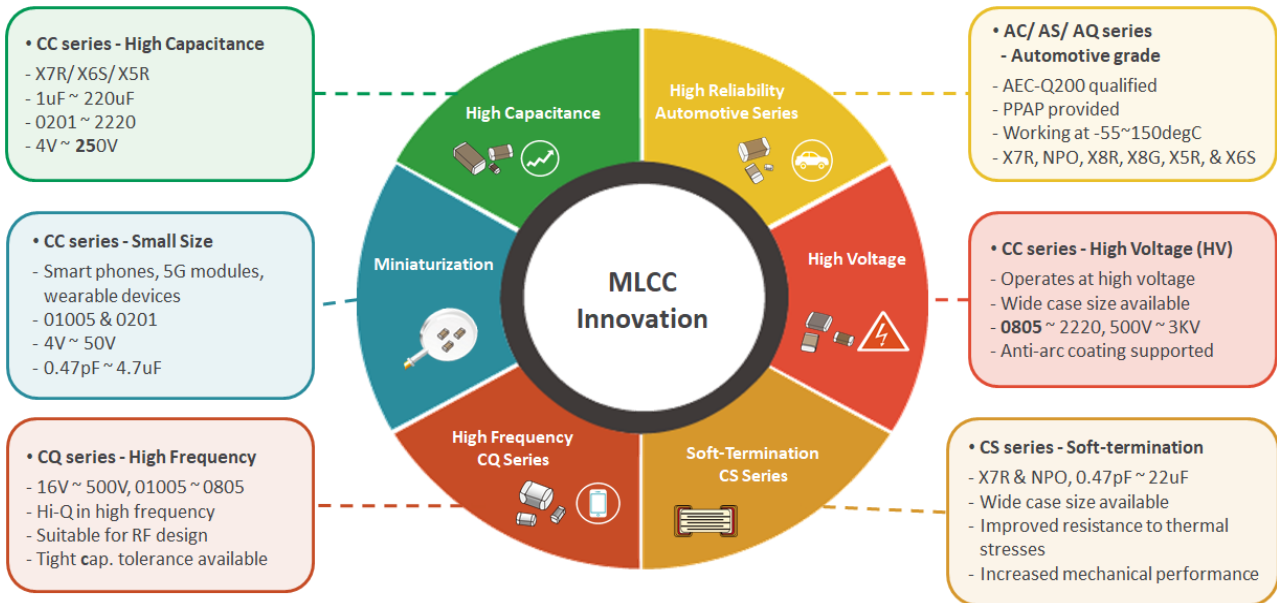 • CC series - High Capacitance
- X7R/ X6S/ X5R
- 1uF ~ 220uF
- 0201 ~ 2220
- 4V ~ 250V
• CC series - Small Size
- Smart phones, 5G modules,
wearable devices
- 01005 & 0201
- 4V ~ 50V
- 0.47pF ~ 4.7uF
• CQ series - High Frequency
- 16V ~ 500V, 01005 ~ 0805
- Hi-Q in high frequency
- Suitable for RF design
- Tight cap. tolerance available
High Capacitance
High Reliability
Automotive Series
Miniaturization
High Voltage
MLCC
Innovation
High Frequency
CQ Series
Soft-Termination
CS Series
• AC/ AS/ AQ series
- Automotive grade
- AEC-Q200 qualified
- PPAP provided
- Working at -55~150degC
- X7R, NPO, X8R, X8G, X5R, & X6S
• CC series - High Voltage (HV)
- Operates at high voltage
- Wide case size available
- 0805 ~ 2220, 500V ~ 3KV
- Anti-arc coating supported
• CS series - Soft-termination
- X7R & NPO, 0.47pF ~ 22uF
- Wide case size available
- Improved resistance to thermal
stresses
- Increased mechanical performance